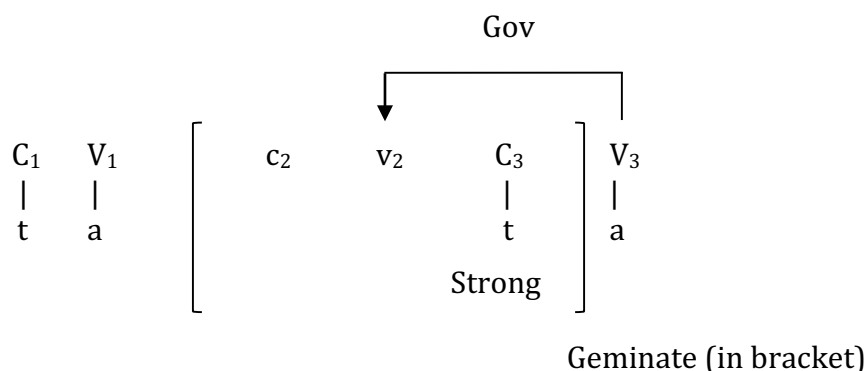 Gov
C₁ V₁ c₂ v₂ C₃ V₃
t a t a
Strong
Geminate (in bracket)